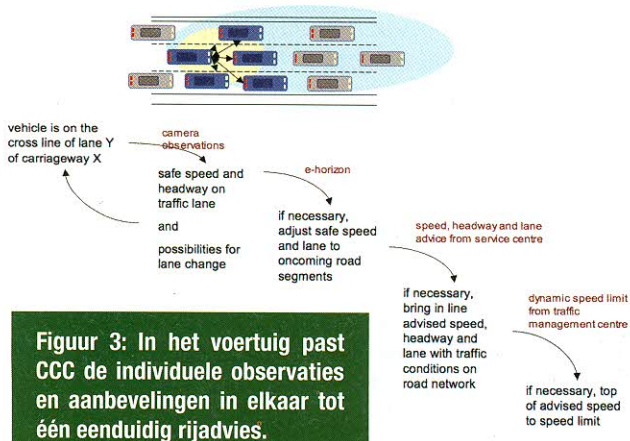 vehicle is on the
cross line of lane Y
of carriageway X
camera
observations
safe speed and
headway on
traffic lane
and
possibilities for
lane change
e-horizon
if necessary,
adjust safe speed
and lane to
oncoming road
segments
speed, headway and lane
advice from service centre
if necessary,
bring in line
advised speed,
headway and
lane with traffic
conditions on
road network
dynamic speed limit
from traffic
management centre
if necessary, top
of advised speed
to speed limit
Figuur 3: In het voertuig past
CCC de individuele observaties
en aanbevelingen in elkaar tot
één eenduidig rijadvies.